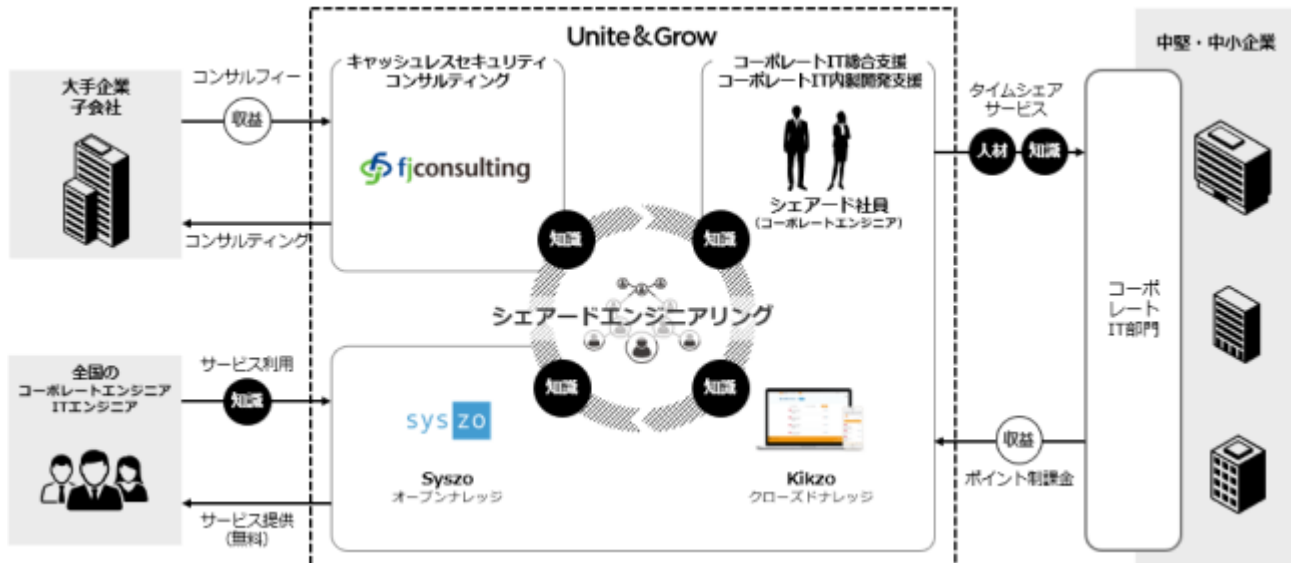 Unite&Grow
大手企業
子会社
コンサルフィー
収益
コンサルティング
キャッシュレスセキュリティ
コンサルティング
fjconsulting
コーポレートIT総合支援
コーポレートIT内製開発支援
シェアード社員
(コーポレートエンジニア)
知識
知識
シェアードエンジニアリング
知識
知識
全国の
コーポレートエンジニア
ITエンジニア
サービス利用
知識
サービス提供
(無料)
sys zo
Syszo
オープンナレッジ
Kikzo
クローズドナレッジ
タイムシェア
サービス
人材
知識
収益
ポイント制課金
コーポ
レート
IT部門
中堅・中小企業